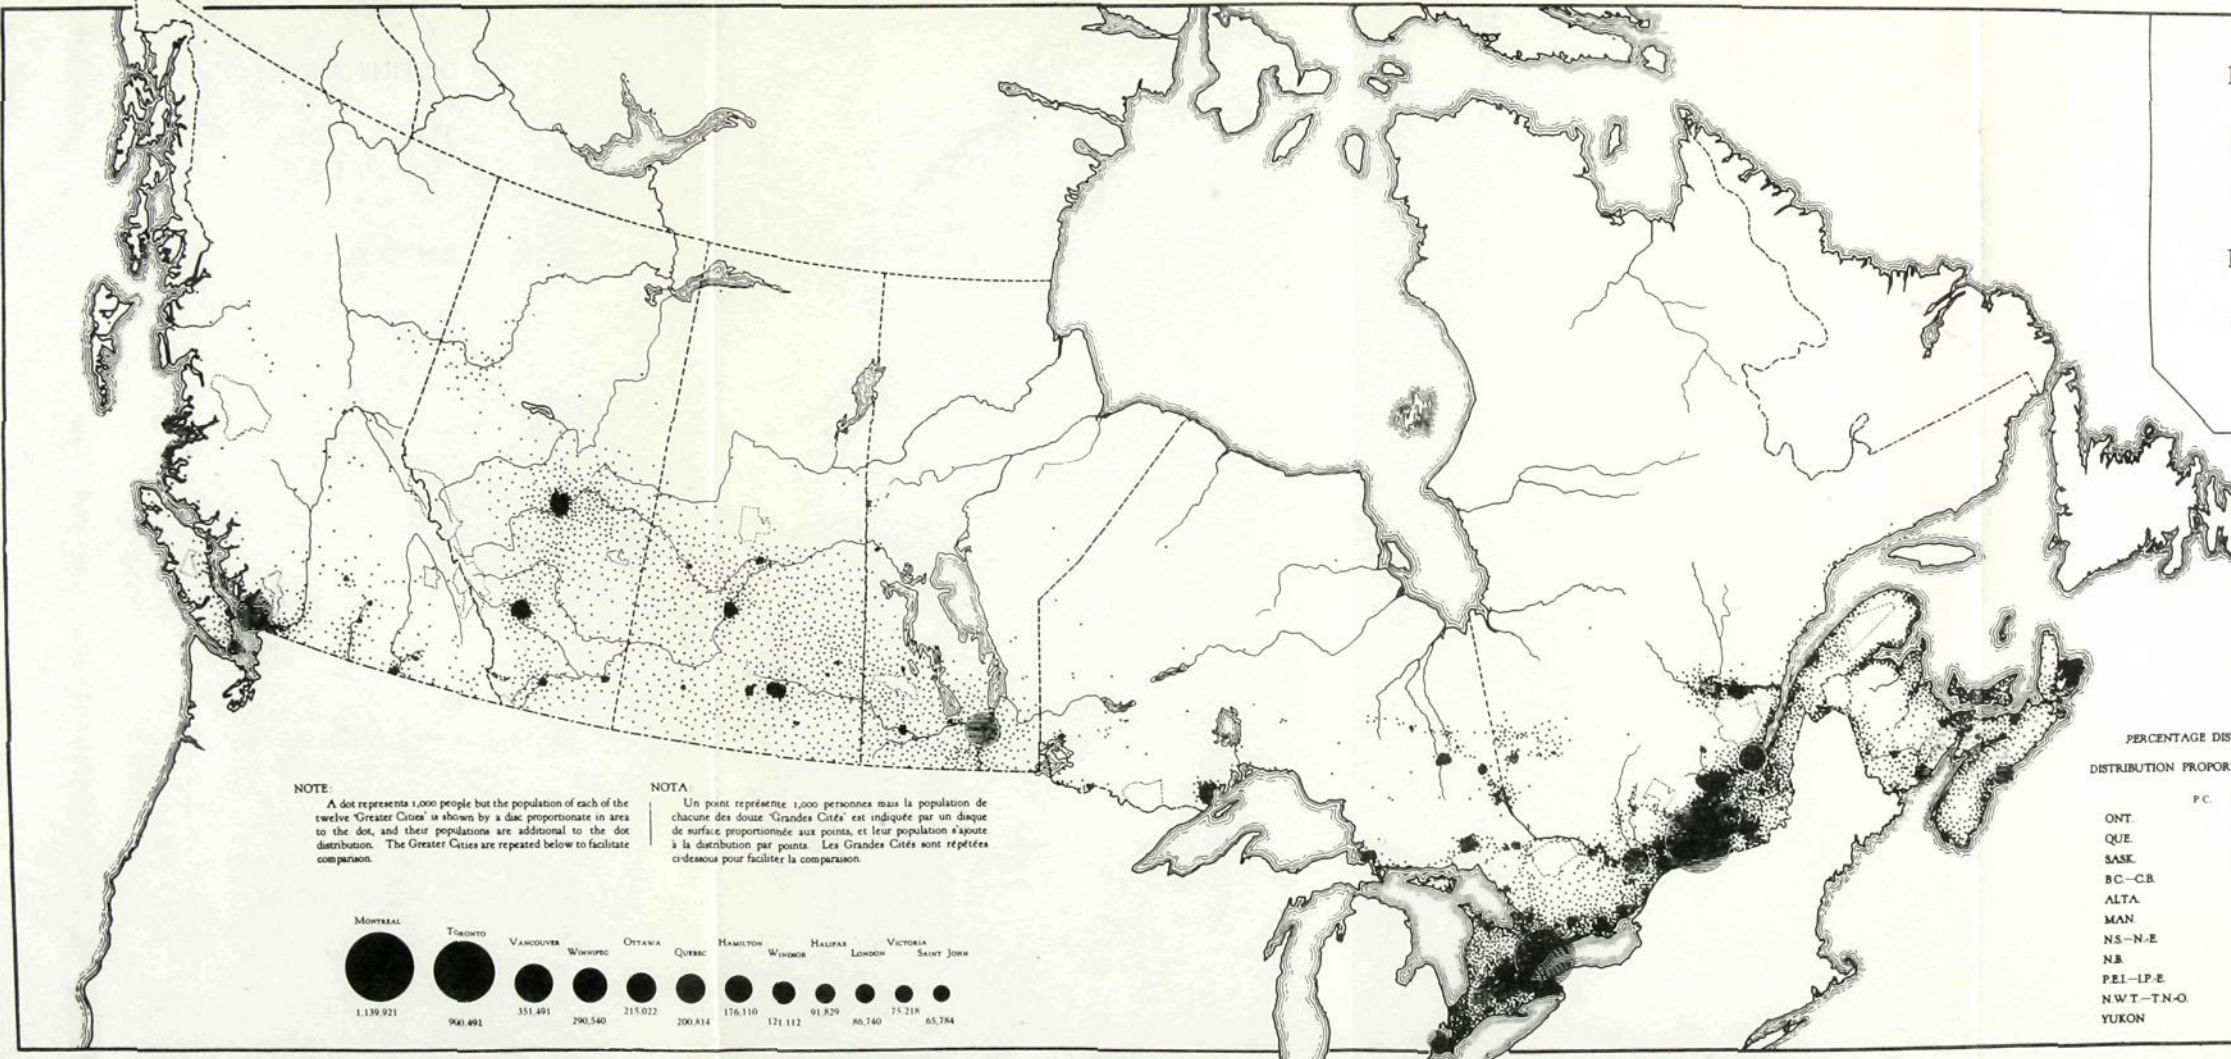 NOTE:
A dot represents 1,000 people but the population of each of the
twelve 'Greater Cities' is shown by a disc proportionate in area
to the dot, and their populations are additional to the dot
distribution. The Greater Cities are repeated below to facilitate
comparison.
NOTA
Un point représente 1,000 personnes mais la population de
chacune des douze 'Grandes Cités' est indiquée par un disque
de surface proportionnée aux points, et leur population s'ajoute
à la distribution par points. Les Grandes Cités sont répétées
ci-dessous pour faciliter la comparaison.
MONTREAL
1,139,921
TORONTO
900,491
VANCOUVER
351,491
WINNIPEG
290,540
OTTAWA
215,022
QUEBEC
200,814
HAMILTON
176,110
WINDSOR
121,112
HALIFAX
91,829
LONDON
86,740
VICTORIA
75,218
SAINT JOHN
65,784
PERCENTAGE DIS
DISTRIBUTION PROPOR
P C.
ONT.
QUE.
SASK.
B.C.—C.B.
ALTA.
MAN.
N.S.—N.-E.
N.B.
P.E.I.—I.P.-E.
N.W.T.—T.N.-O.
YUKON